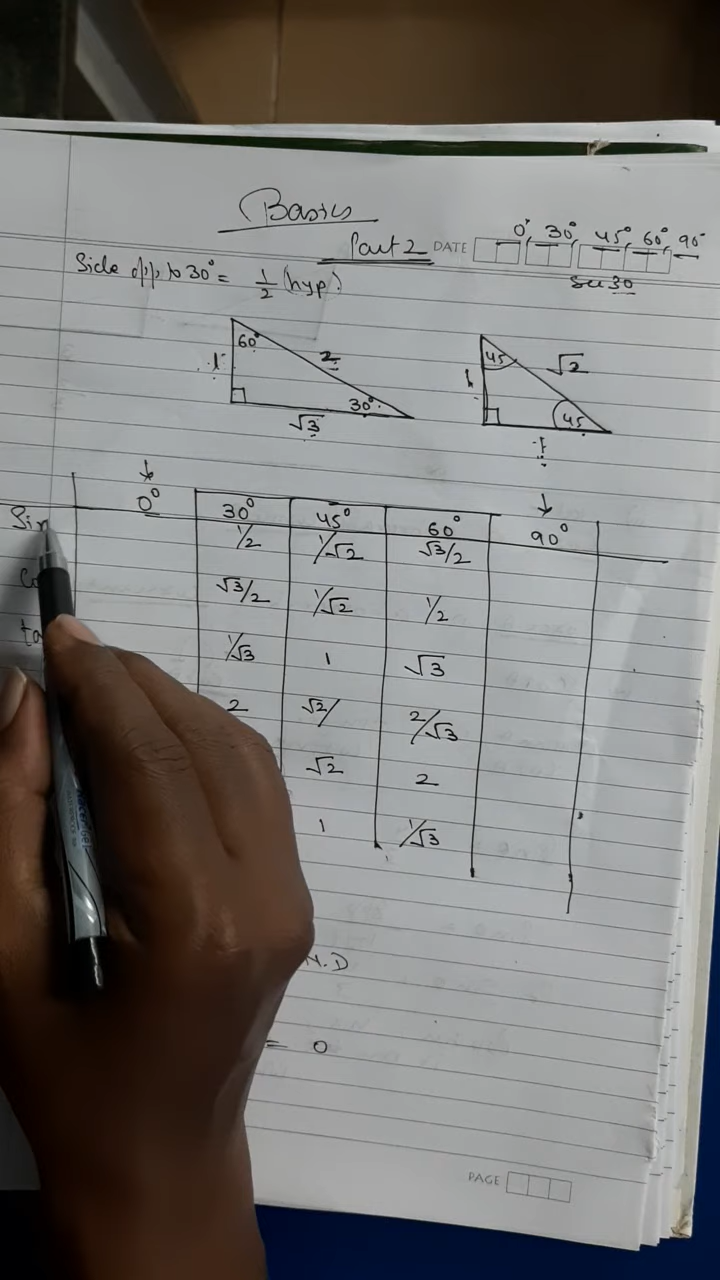 Basics
Part 2 DATE 0°, 30°, 45°, 60°, 90°
Side opp to 30° = 1/2 (hyp)
60° 2 1 30° √3
45 √2 1 45 1
0° 30° 45° 60° 90°
Sin 1/2 1/√2 √3/2
√3/2 1/√2 1/2
ta 1/√3 1 √3
2 √2/ 2/√3
√2 2
1 1/√3
N.D
= 0
PAGE